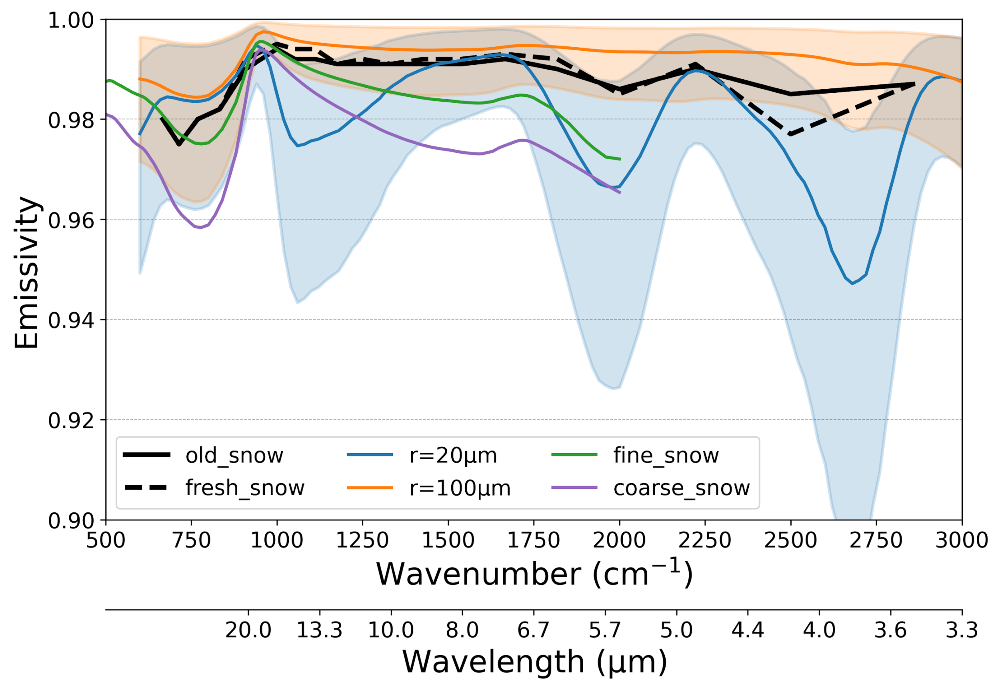 1.00
0.98
0.96
0.94
0.92
0.90
Emissivity
old_snow
fresh_snow
r=20μm
r=100μm
fine_snow
coarse_snow
500 750 1000 1250 1500 1750 2000 2250 2500 2750 3000
Wavenumber (cm⁻¹)
20.0 13.3 10.0 8.0 6.7 5.7 5.0 4.4 4.0 3.6 3.3
Wavelength (μm)